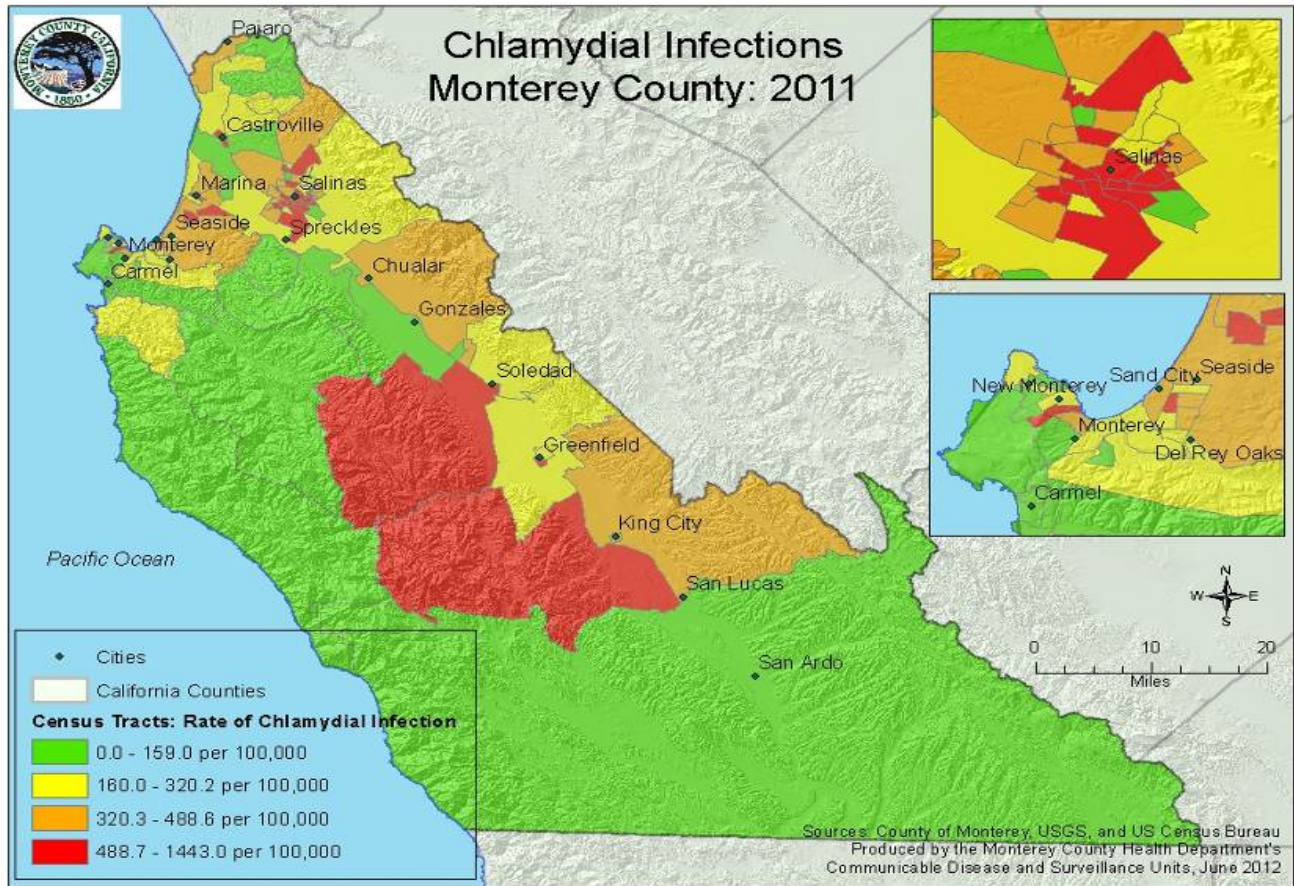 MONTEREY COUNTY CALIFORNIA
1850
Chlamydial Infections
Monterey County: 2011
Pajaro
Castroville
Marina
Salinas
Seaside
Spreckles
Monterey
Carmel
Chualar
Gonzales
Soledad
Greenfield
King City
San Lucas
San Ardo
Pacific Ocean
Salinas
New Monterey
Sand City
Seaside
Monterey
Del Rey Oaks
Carmel
N
W
E
S
0
10
20
Miles
Cities
California Counties
Census Tracts: Rate of Chlamydial Infection
0.0 - 159.0 per 100,000
160.0 - 320.2 per 100,000
320.3 - 488.6 per 100,000
488.7 - 1443.0 per 100,000
Sources: County of Monterey, USGS, and US Census Bureau
Produced by the Monterey County Health Department's
Communicable Disease and Surveillance Units, June 2012